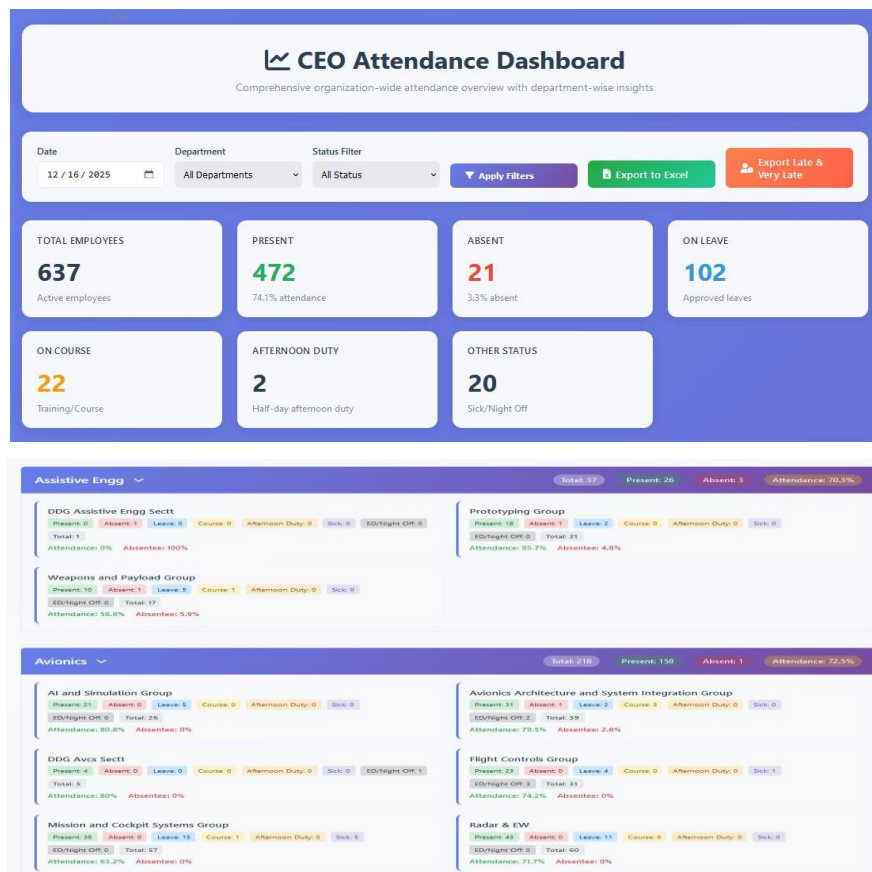 CEO Attendance Dashboard
Comprehensive organization-wide attendance overview with department-wise insights
Date
Department
Status Filter
12 / 16 / 2025
All Departments
All Status
Apply Filters
Export to Excel
Export Late &
Very Late
TOTAL EMPLOYEES
637
Active employees
PRESENT
472
74.1% attendance
ABSENT
21
3.3% absent
ON LEAVE
102
Approved leaves
ON COURSE
22
Training/Course
AFTERNOON DUTY
2
Half-day afternoon duty
OTHER STATUS
20
Sick/Night Off
Assistive Engg
Total: 37 Present: 26 Absent: 3 Attendance: 70.3%
DDG Assistive Engg Sectt
Present: 0 Absent: 1 Leave: 0 Course: 0 Afternoon Duty: 0 Sick: 0 ED/Night Off: 0
Total: 1
Attendance: 0% Absentee: 100%
Prototyping Group
Present: 18 Absent: 1 Leave: 2 Course: 0 Afternoon Duty: 0 Sick: 0
ED/Night Off: 0 Total: 21
Attendance: 85.7% Absentee: 4.8%
Weapons and Payload Group
Present: 10 Absent: 1 Leave: 5 Course: 1 Afternoon Duty: 0 Sick: 0
ED/Night Off: 0 Total: 17
Attendance: 58.8% Absentee: 5.9%
Avionics
Total: 218 Present: 158 Absent: 1 Attendance: 72.5%
AI and Simulation Group
Present: 21 Absent: 0 Leave: 5 Course: 0 Afternoon Duty: 0 Sick: 0
ED/Night Off: 0 Total: 26
Attendance: 80.8% Absentee: 0%
Avionics Architecture and System Integration Group
Present: 31 Absent: 1 Leave: 2 Course: 3 Afternoon Duty: 0 Sick: 0
ED/Night Off: 2 Total: 39
Attendance: 79.5% Absentee: 2.6%
DDG Avcs Sectt
Present: 4 Absent: 0 Leave: 0 Course: 0 Afternoon Duty: 0 Sick: 0 ED/Night Off: 1
Total: 5
Attendance: 80% Absentee: 0%
Flight Controls Group
Present: 23 Absent: 0 Leave: 4 Course: 0 Afternoon Duty: 0 Sick: 1
ED/Night Off: 3 Total: 31
Attendance: 74.2% Absentee: 0%
Mission and Cockpit Systems Group
Present: 36 Absent: 0 Leave: 15 Course: 1 Afternoon Duty: 0 Sick: 5
ED/Night Off: 0 Total: 57
Attendance: 63.2% Absentee: 0%
Radar & EW
Present: 43 Absent: 0 Leave: 11 Course: 6 Afternoon Duty: 0 Sick: 0
ED/Night Off: 0 Total: 60
Attendance: 71.7% Absentee: 0%